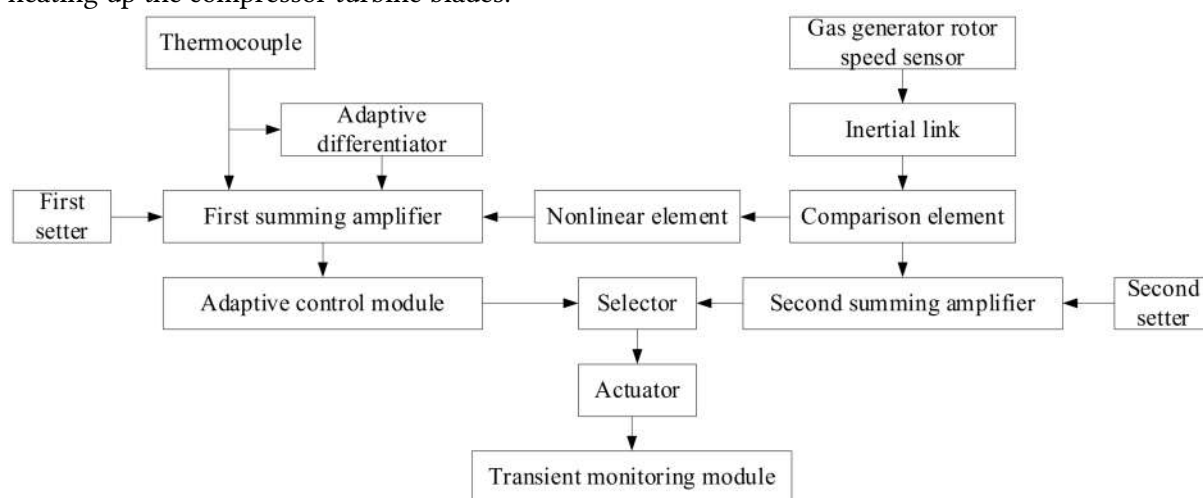 heating up the compressor turbine blades.
Thermocouple
Gas generator rotor
speed sensor
Adaptive
differentiator
Inertial link
First
setter
First summing amplifier
Nonlinear element
Comparison element
Adaptive control module
Selector
Second summing amplifier
Second
setter
Actuator
Transient monitoring module